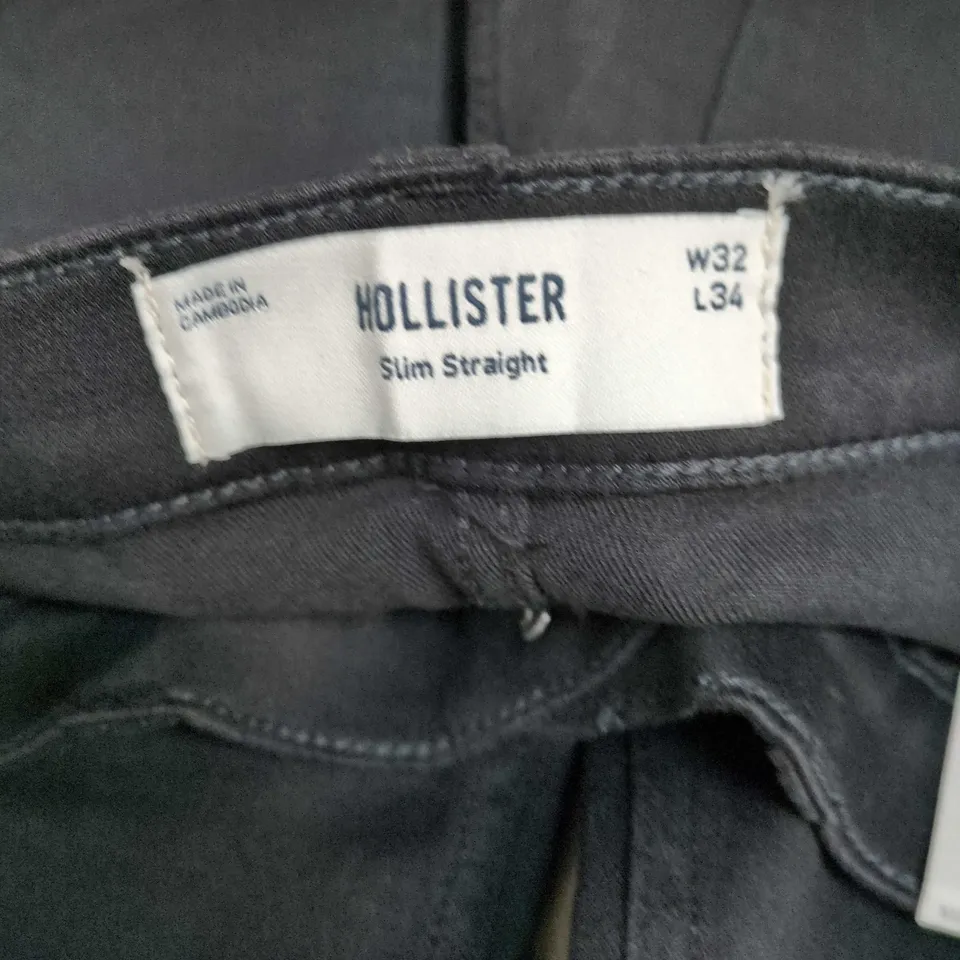 MADE IN
CAMBODIA
HOLLISTER
Slim Straight
W32
L34